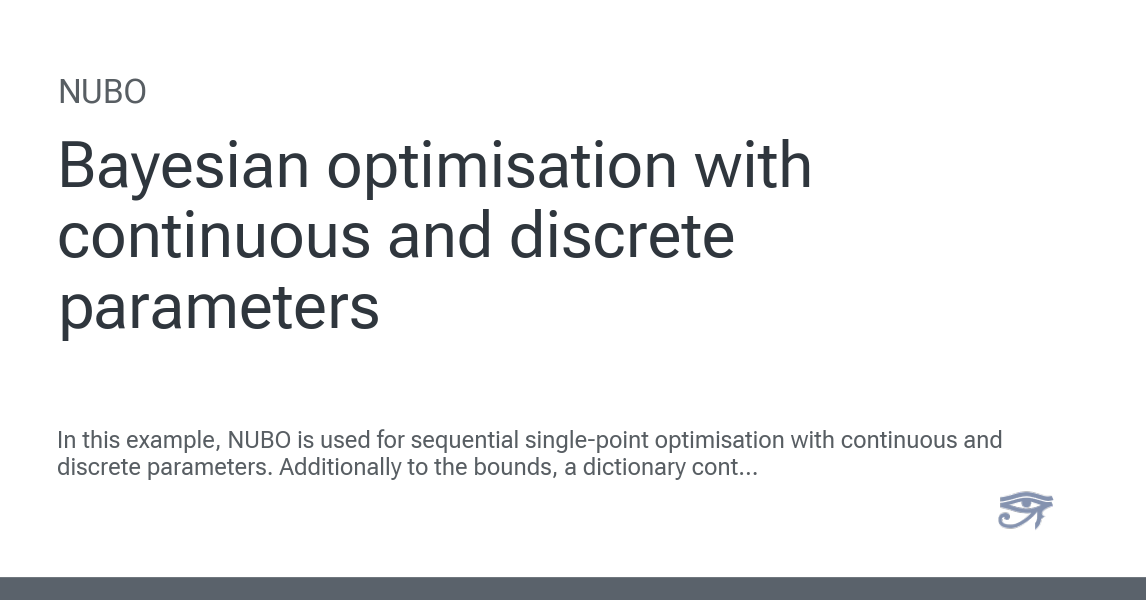 NUBO
Bayesian optimisation with
continuous and discrete
parameters
In this example, NUBO is used for sequential single-point optimisation with continuous and
discrete parameters. Additionally to the bounds, a dictionary cont...